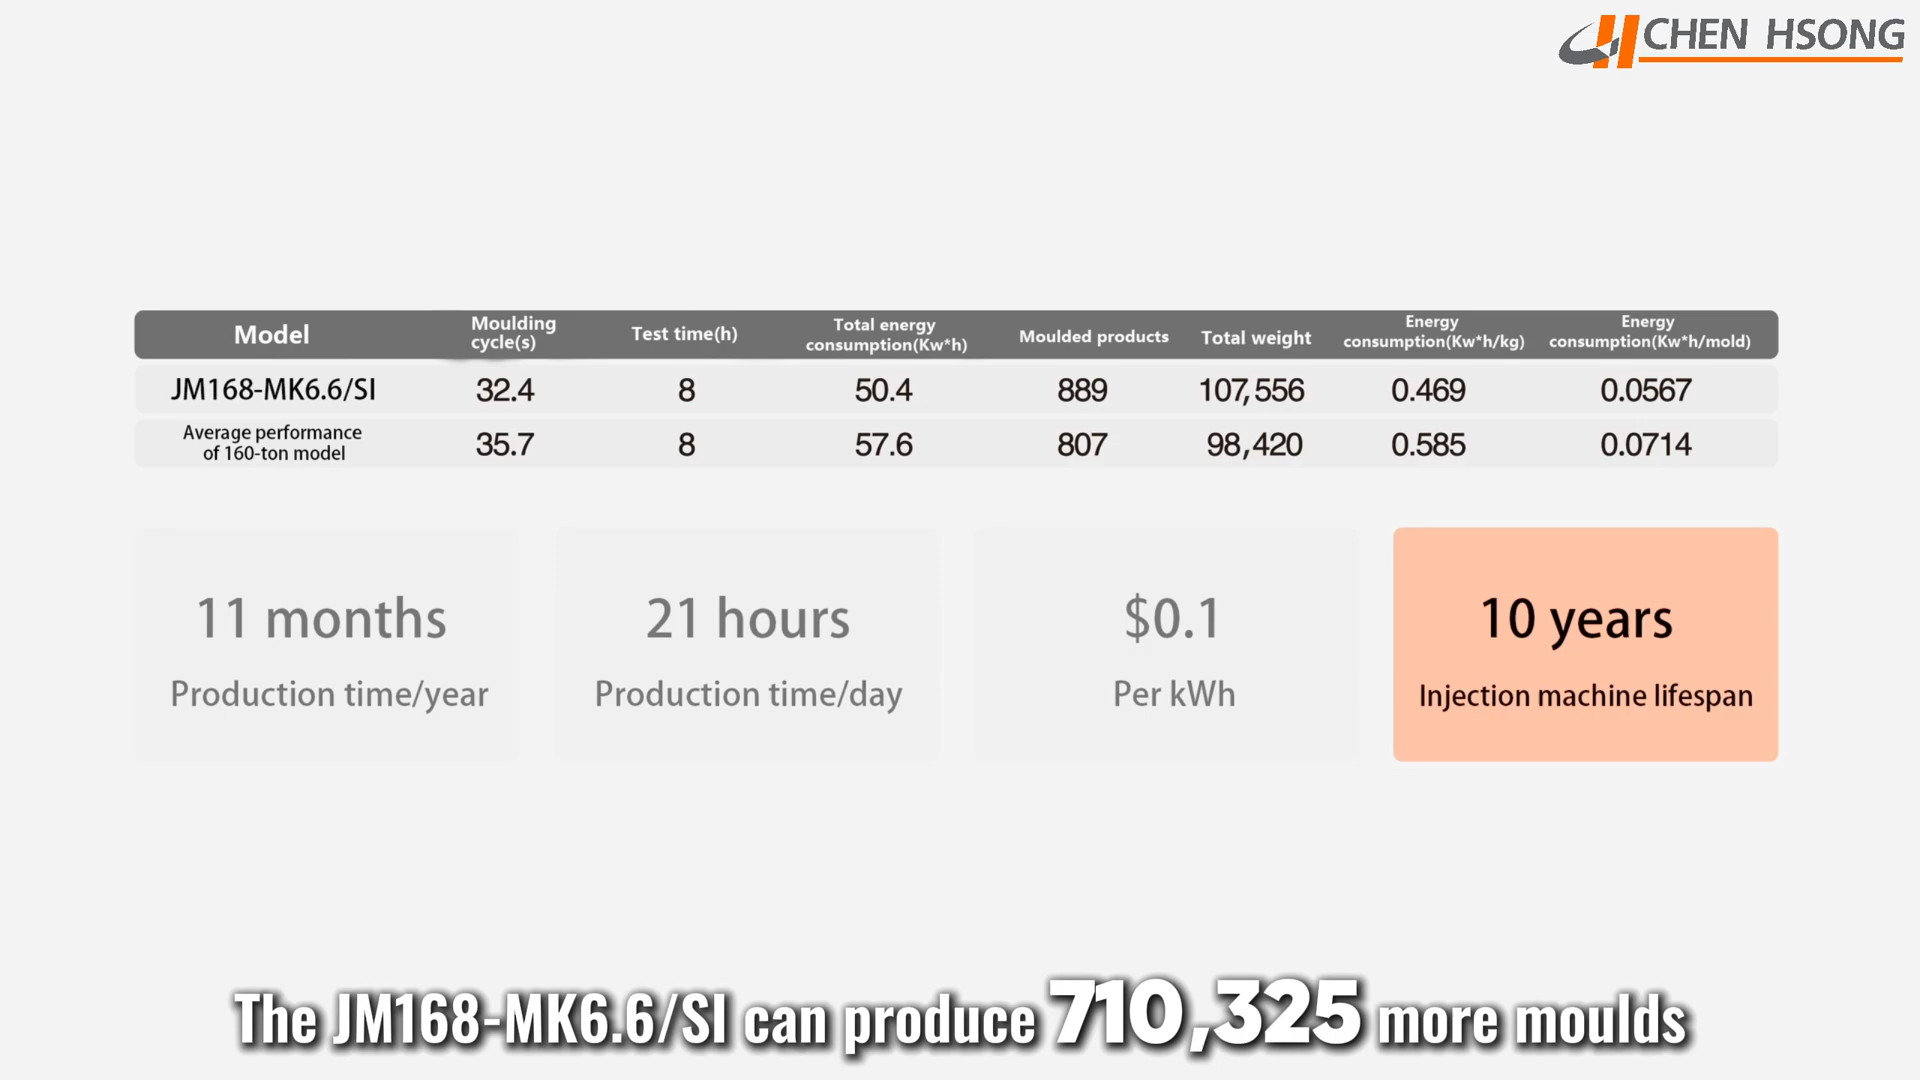 CHEN HSONG
Model Moulding cycle(s) Test time(h) Total energy consumption(Kw*h) Moulded products Total weight Energy consumption(Kw*h/kg) Energy consumption(Kw*h/mold)
JM168-MK6.6/SI 32.4 8 50.4 889 107,556 0.469 0.0567
Average performance of 160-ton model 35.7 8 57.6 807 98,420 0.585 0.0714
11 months
Production time/year
21 hours
Production time/day
$0.1
Per kWh
10 years
Injection machine lifespan
The JM168-MK6.6/SI can produce 710,325 more moulds